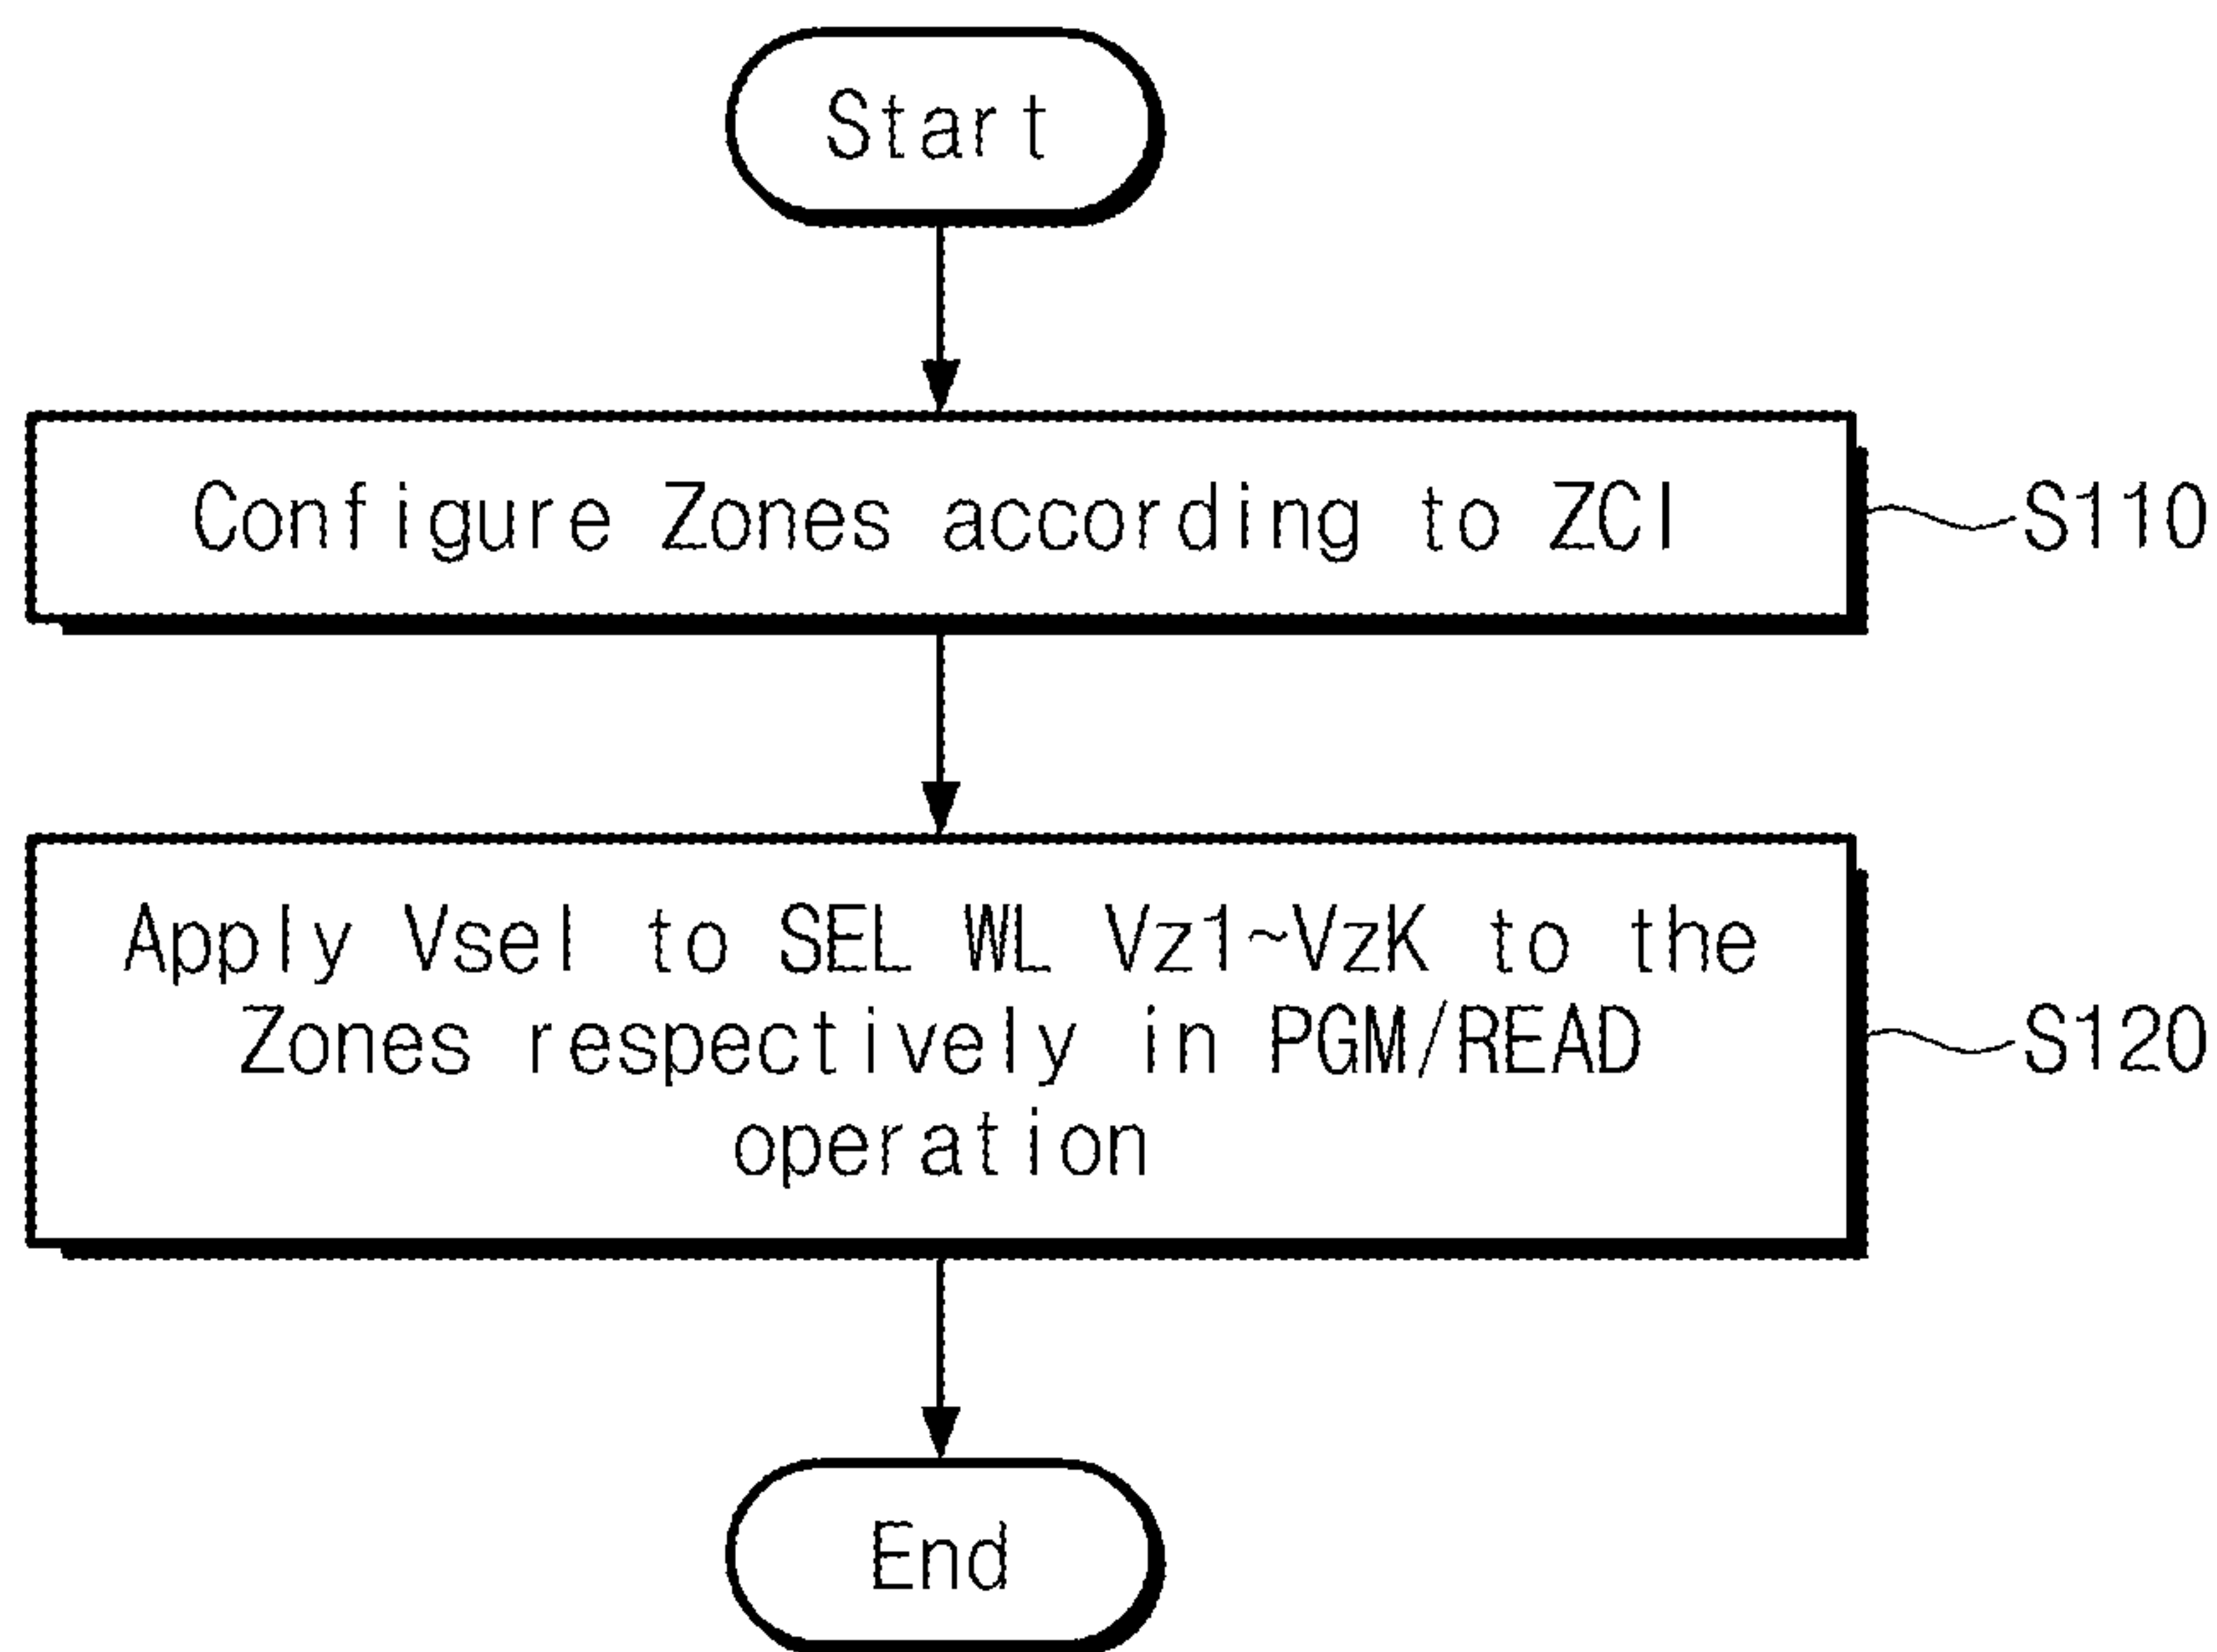 Start
Configure Zones according to ZCI
S110
Apply Vsel to SEL WL Vz1~VzK to the
Zones respectively in PGM/READ
operation
S120
End